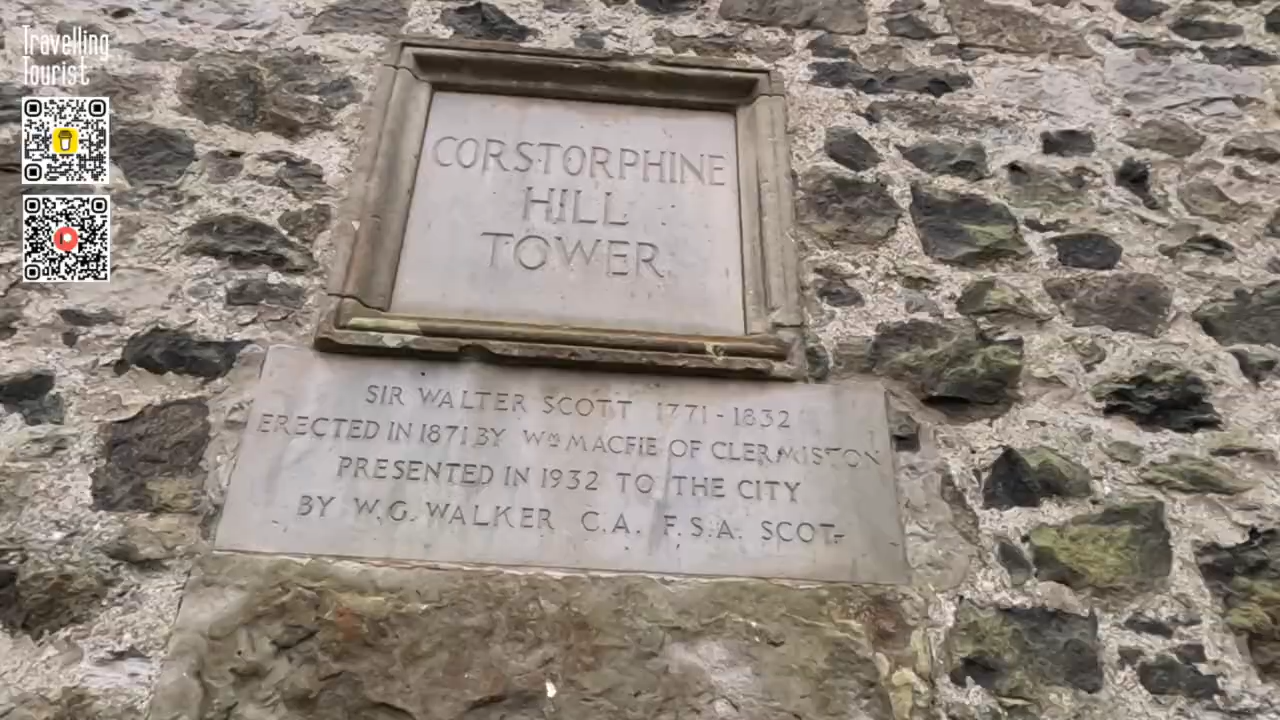 Travelling
Tourist
CORSTORPHINE
HILL
TOWER
SIR WALTER SCOTT 1771-1832
ERECTED IN 1871 BY Wm MACFIE OF CLERMISTON
PRESENTED IN 1932 TO THE CITY
BY W.G. WALKER C.A. F.S.A. SCOT-